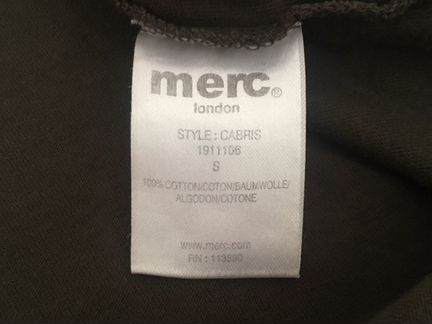 merc®
london
STYLE : CABRIS
1911106
S
100% COTTON/COTON/BAUMWOLLE/
ALGODON/COTONE
www.merc.com
RN : 113590